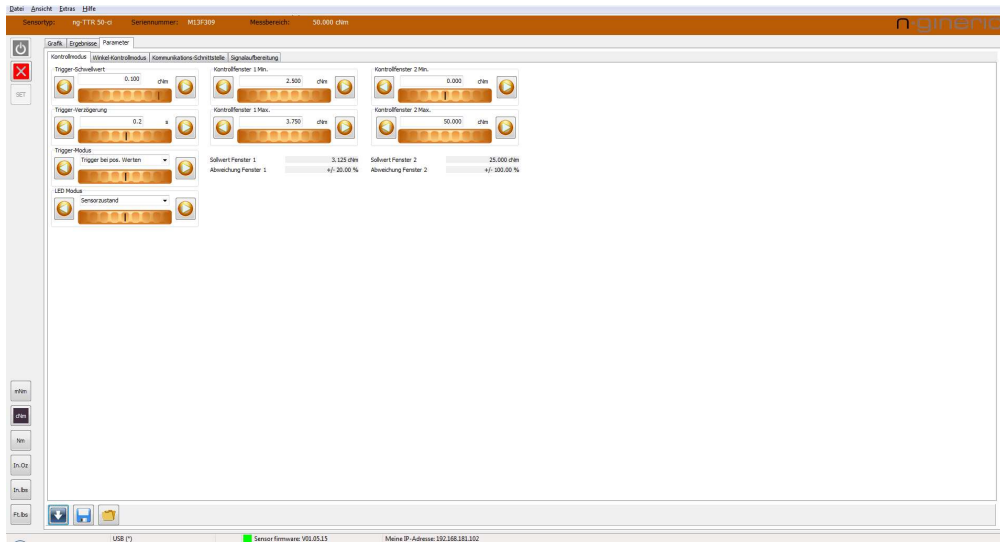 Datei Ansicht Extras Hilfe
Sensortyp: ng-TTR 50-ci Seriennummer: M13F309 Messbereich: 50.000 cNm
n-gineric
Grafik Ergebnisse Parameter
Kontrollmodus Winkel-Kontrollmodus Kommunikations-Schnittstelle Signalaufbereitung
SET
Trigger-Schwellwert
0.100 cNm
Trigger-Verzögerung
0.2 s
Trigger-Modus
Trigger bei pos. Werten
LED Modus
Sensorzustand
Kontrollfenster 1 Min.
2.500 cNm
Kontrollfenster 1 Max.
3.750 cNm
Sollwert Fenster 1 3.125 cNm
Abweichung Fenster 1 +/- 20.00 %
Kontrollfenster 2 Min.
0.000 cNm
Kontrollfenster 2 Max.
50.000 cNm
Sollwert Fenster 2 25.000 cNm
Abweichung Fenster 2 +/- 100.00 %
mNm
cNm
Nm
In.Oz
In.lbs
Ft.lbs
USB (*) Sensor firmware: V01.05.15 Meine IP-Adresse: 192.168.181.102